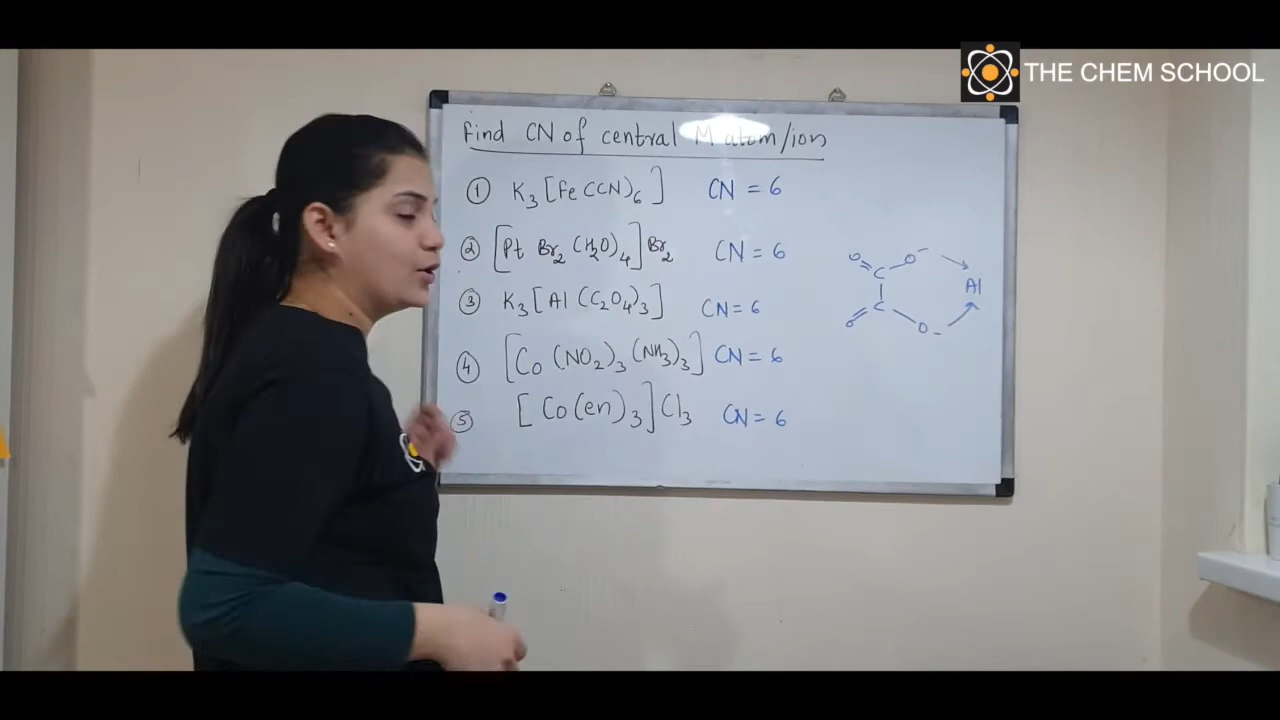 THE CHEM SCHOOL
Find CN of central M atom/ion
① K₃[Fe(CN)₆] CN = 6
② [Pt Br₂ (H₂O)₄]Br₂ CN = 6
③ K₃[Al (C₂O₄)₃] CN = 6
④ [Co (NO₂)₃ (NH₃)₃] CN = 6
⑤ [Co(en)₃]Cl₃ CN = 6
O C O⁻ Al
O C O⁻